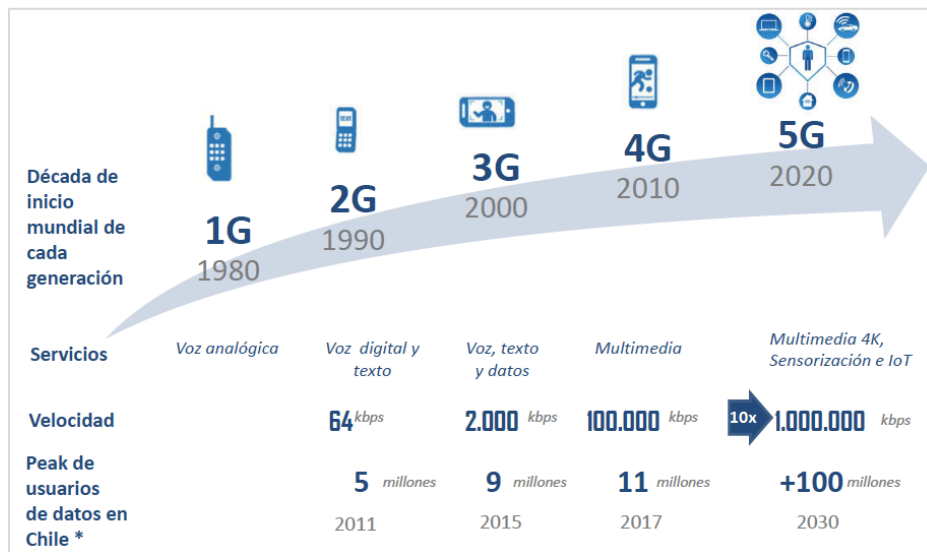 Década de
inicio
mundial de
cada
generación
1G
1980
2G
1990
3G
2000
4G
2010
5G
2020
Servicios
Voz analógica
Voz digital y
texto
Voz, texto
y datos
Multimedia
Multimedia 4K,
Sensorización e IoT
Velocidad
64 kbps
2.000 kbps
100.000 kbps
10x
1.000.000 kbps
Peak de
usuarios
de datos en
Chile *
5 millones
2011
9 millones
2015
11 millones
2017
+100 millones
2030